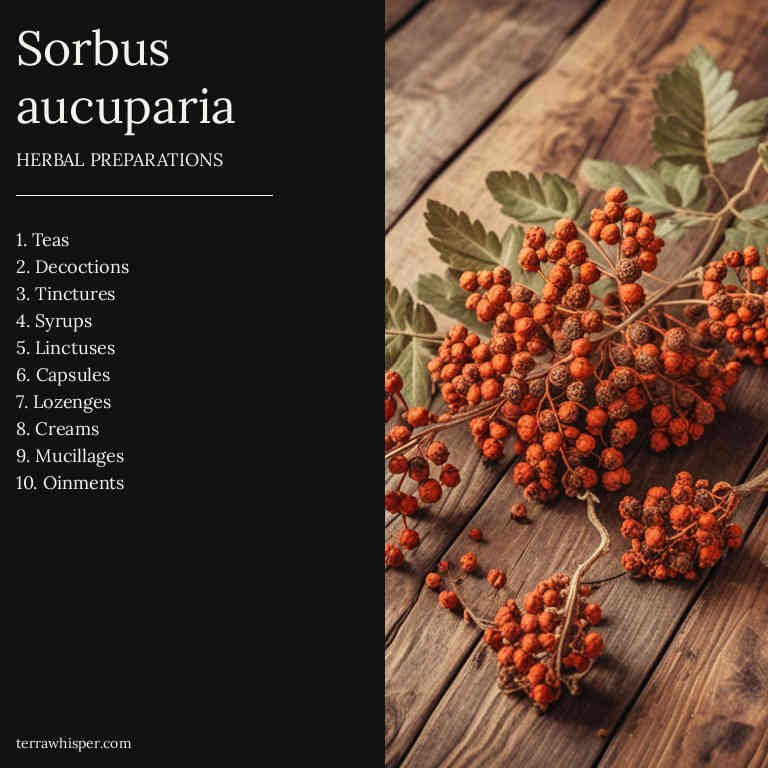 Sorbus
aucuparia
HERBAL PREPARATIONS
1. Teas
2. Decoctions
3. Tinctures
4. Syrups
5. Linctuses
6. Capsules
7. Lozenges
8. Creams
9. Mucillages
10. Oinments
terrawhisper.com